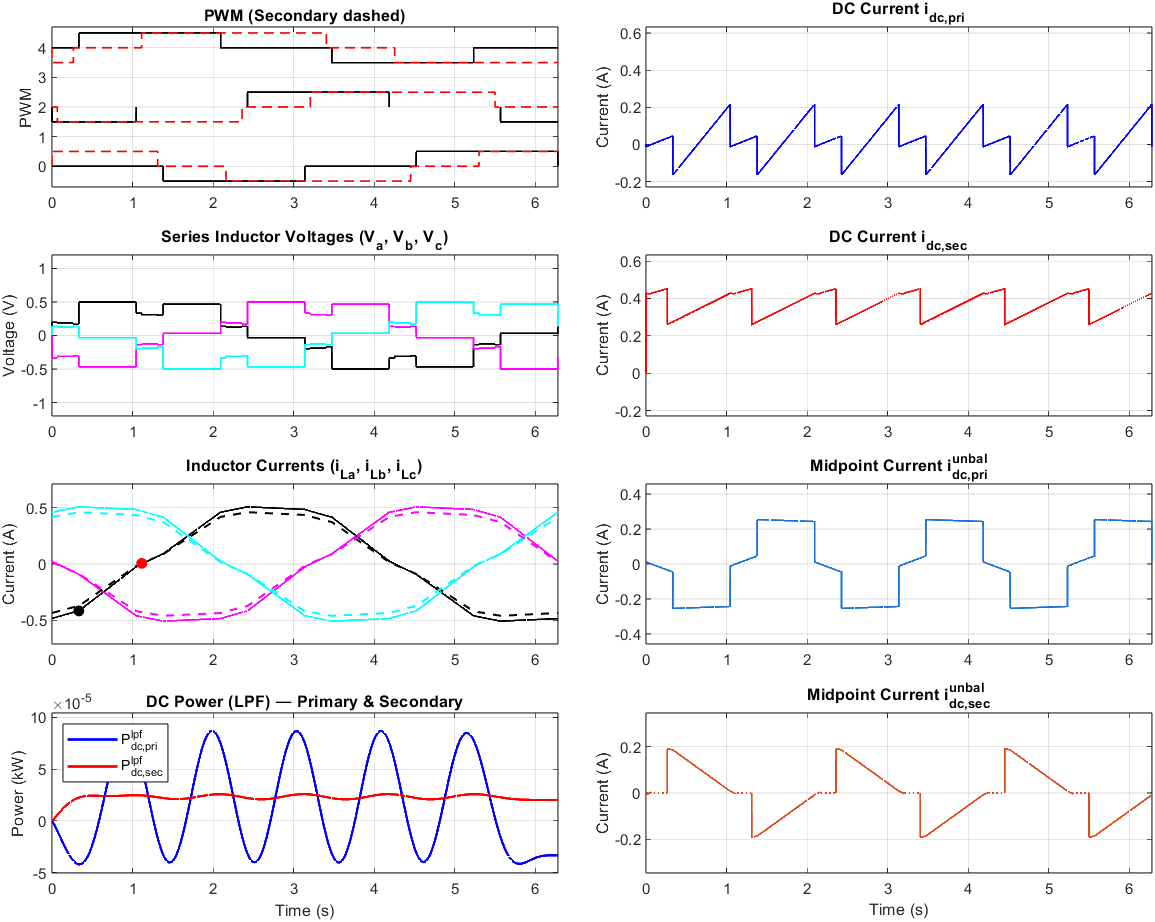 PWM (Secondary dashed)
PWM
4
3
2
1
0
0 1 2 3 4 5 6
DC Current i_dc,pri
Current (A)
0.6
0.4
0.2
0
-0.2
0 1 2 3 4 5 6
Series Inductor Voltages (V_a, V_b, V_c)
Voltage (V)
1
0.5
0
-0.5
-1
0 1 2 3 4 5 6
DC Current i_dc,sec
Current (A)
0.6
0.4
0.2
0
-0.2
0 1 2 3 4 5 6
Inductor Currents (i_La, i_Lb, i_Lc)
Current (A)
0.5
0
-0.5
0 1 2 3 4 5 6
Midpoint Current i_dc,pri^unbal
Current (A)
0.4
0.2
0
-0.2
-0.4
0 1 2 3 4 5 6
DC Power (LPF) — Primary & Secondary
×10^-5
Power (kW)
10
5
0
-5
P_dc,pri^lpf
P_dc,sec^lpf
0 1 2 3 4 5 6
Time (s)
Midpoint Current i_dc,sec^unbal
Current (A)
0.2
0
-0.2
0 1 2 3 4 5 6
Time (s)